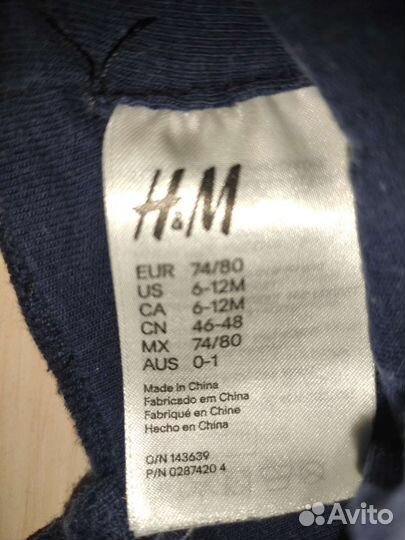 H&M
EUR 74/80
US 6-12M
CA 6-12M
CN 46-48
MX 74/80
AUS 0-1
Made in China
Fabricado em China
Fabriqué en Chine
Hecho en China
O/N 143639
P/N 0287420 4
Avito